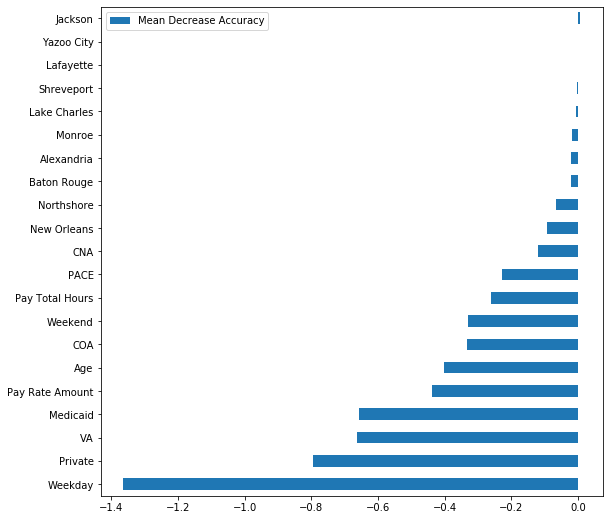 Mean Decrease Accuracy
Jackson
Yazoo City
Lafayette
Shreveport
Lake Charles
Monroe
Alexandria
Baton Rouge
Northshore
New Orleans
CNA
PACE
Pay Total Hours
Weekend
COA
Age
Pay Rate Amount
Medicaid
VA
Private
Weekday
−1.4 −1.2 −1.0 −0.8 −0.6 −0.4 −0.2 0.0